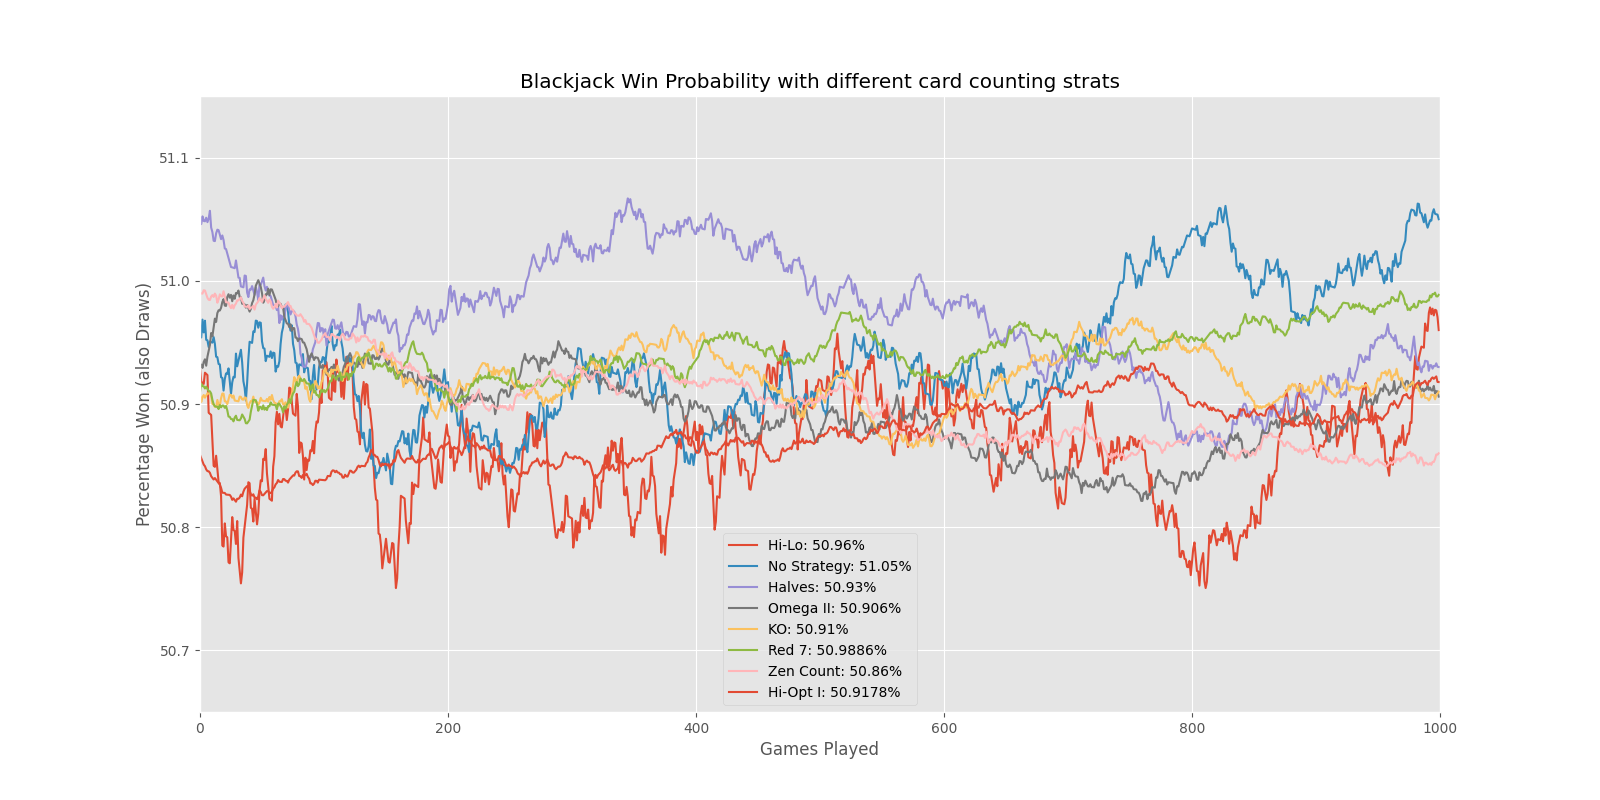 Blackjack Win Probability with different card counting strats
Percentage Won (also Draws)
51.1
51.0
50.9
50.8
50.7
Hi-Lo: 50.96%
No Strategy: 51.05%
Halves: 50.93%
Omega II: 50.906%
KO: 50.91%
Red 7: 50.9886%
Zen Count: 50.86%
Hi-Opt I: 50.9178%
0 200 400 600 800 1000
Games Played